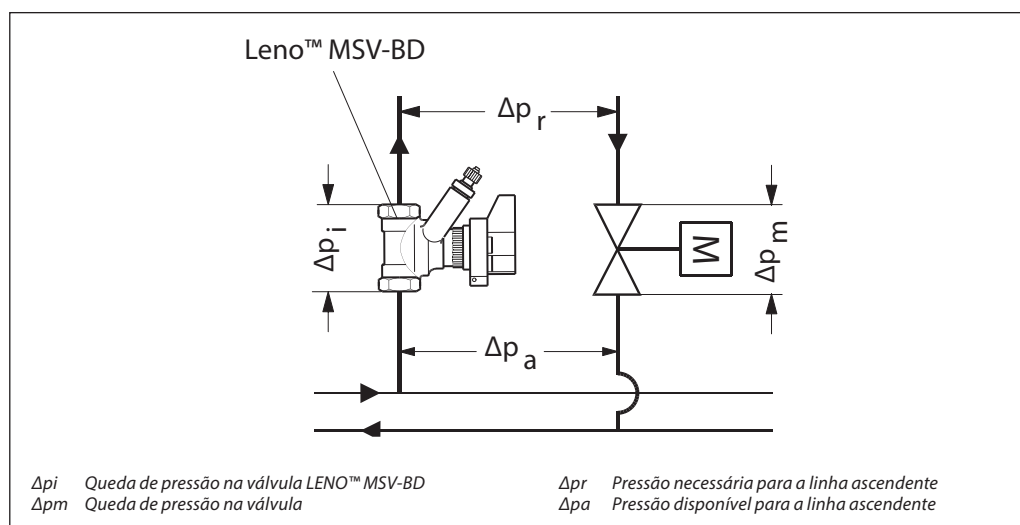 Leno™ MSV-BD
Δp r
Δp i
M
Δp m
Δp a
Δpi Queda de pressão na válvula LENO™ MSV-BD
Δpm Queda de pressão na válvula
Δpr Pressão necessária para a linha ascendente
Δpa Pressão disponível para a linha ascendente